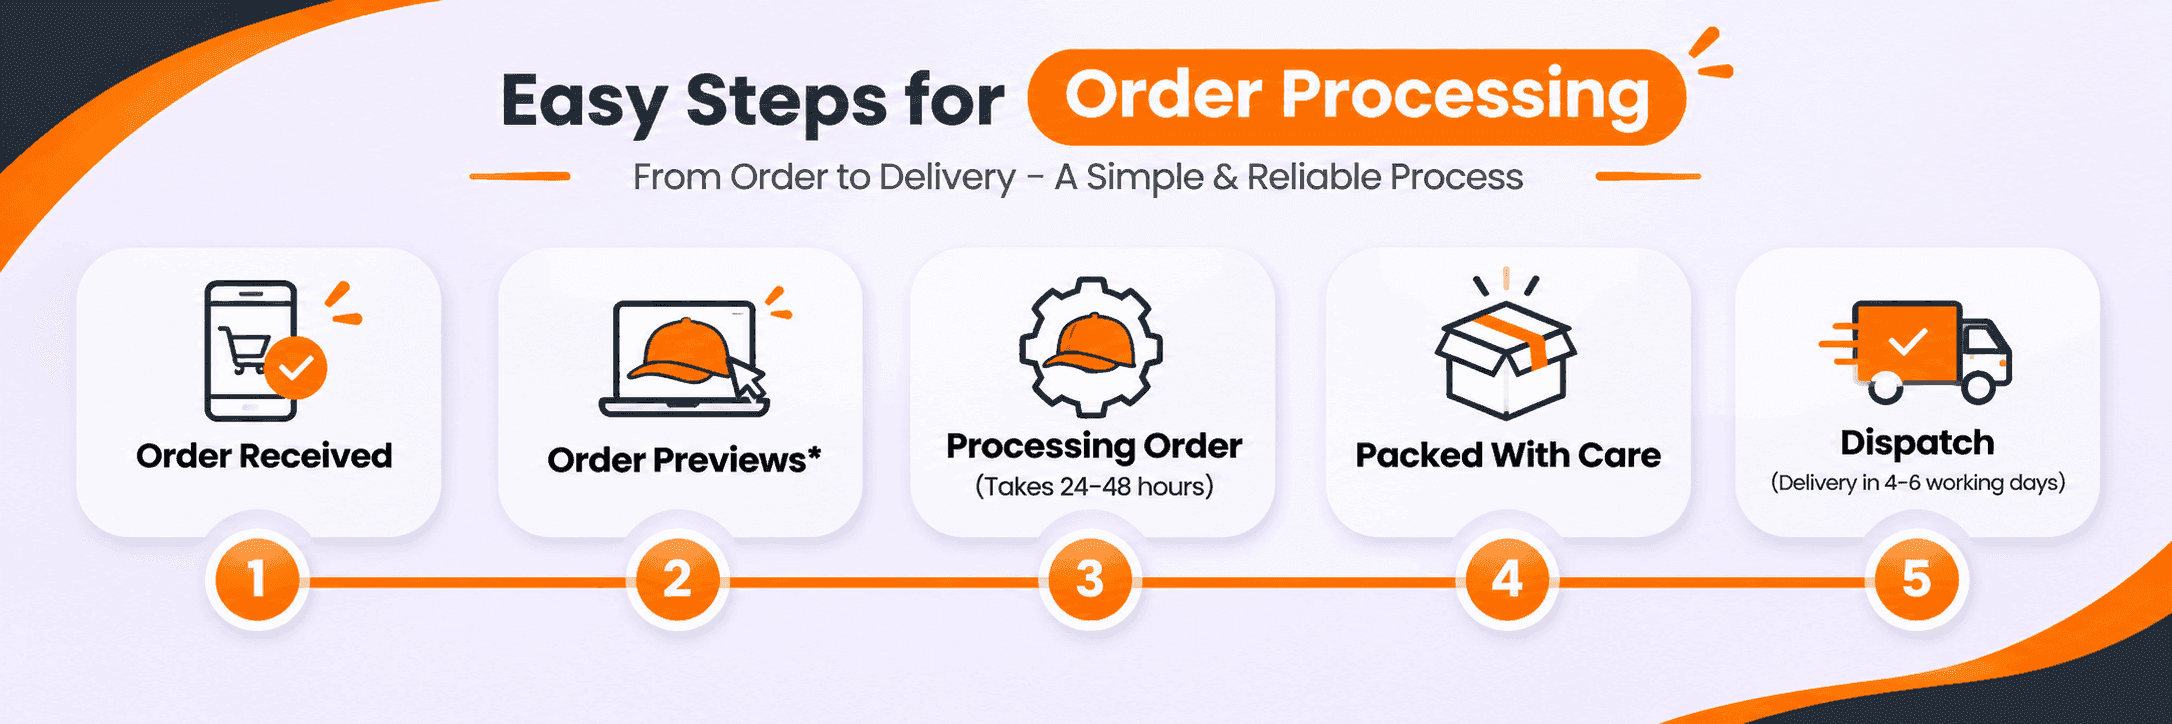 Easy Steps for Order Processing
From Order to Delivery - A Simple & Reliable Process
Order Received
Order Previews*
Processing Order
(Takes 24-48 hours)
Packed With Care
Dispatch
(Delivery in 4-6 working days)
1
2
3
4
5